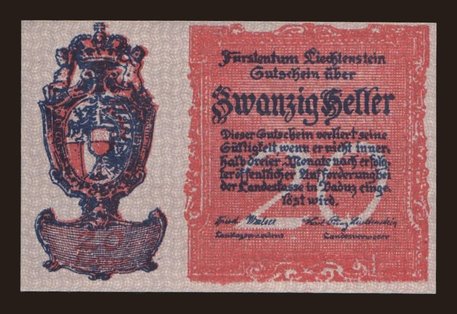 Fürstentum Liechtenstein
Gutschein über
Zwanzig Heller
Dieser Gutschein verliert seine
Gültigkeit wenn er nicht inner-
halb dreier Monate nach erfolg-
ter öffentlicher Aufforderung bei
der Landeskasse in Vaduz einge-
löst wird.
Landesverweser